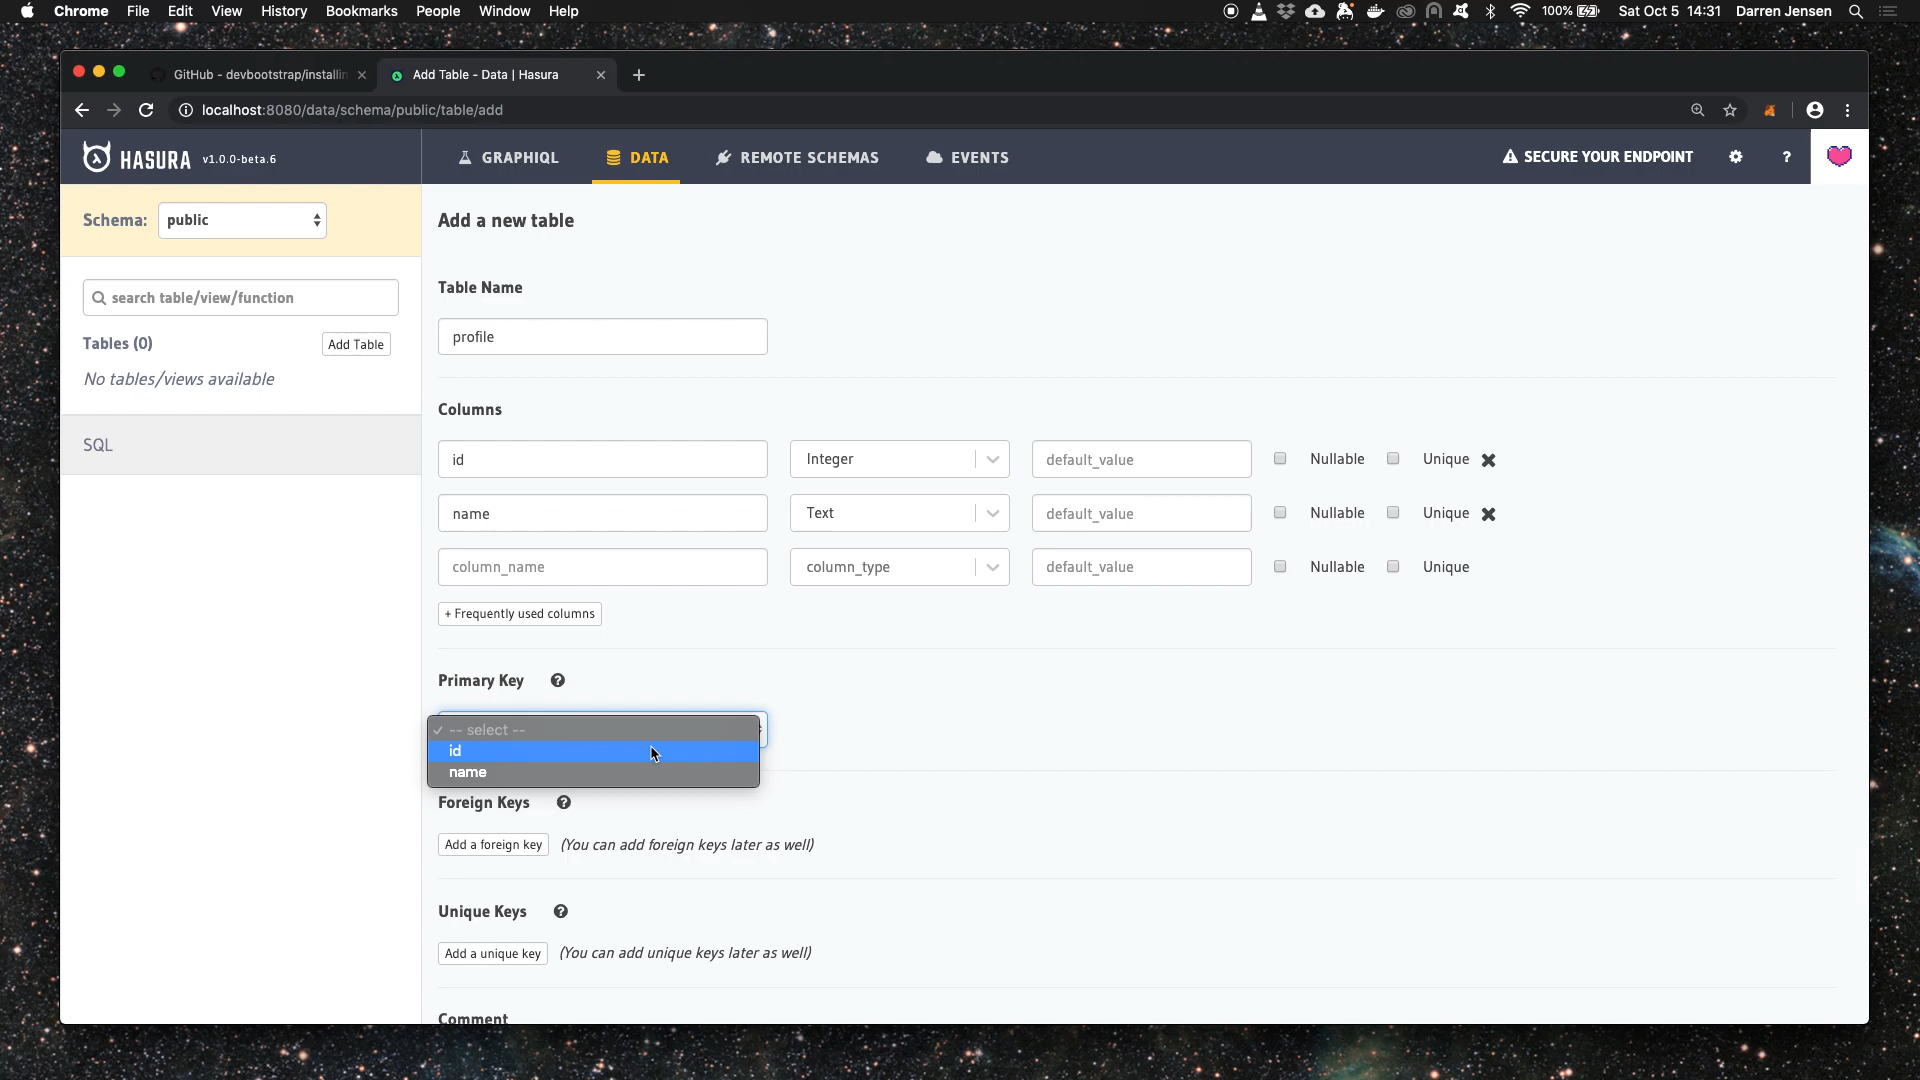 Chrome File Edit View History Bookmarks People Window Help 100% Sat Oct 5 14:31 Darren Jensen
GitHub - devbootstrap/installin Add Table - Data | Hasura
localhost:8080/data/schema/public/table/add
HASURA v1.0.0-beta.6 GRAPHIQL DATA REMOTE SCHEMAS EVENTS SECURE YOUR ENDPOINT ?
Schema: public
search table/view/function
Tables (0) Add Table
No tables/views available
SQL
Add a new table
Table Name
profile
Columns
id Integer default_value Nullable Unique
name Text default_value Nullable Unique
column_name column_type default_value Nullable Unique
+ Frequently used columns
Primary Key ?
-- select --
id
name
Foreign Keys ?
Add a foreign key (You can add foreign keys later as well)
Unique Keys ?
Add a unique key (You can add unique keys later as well)
Comment